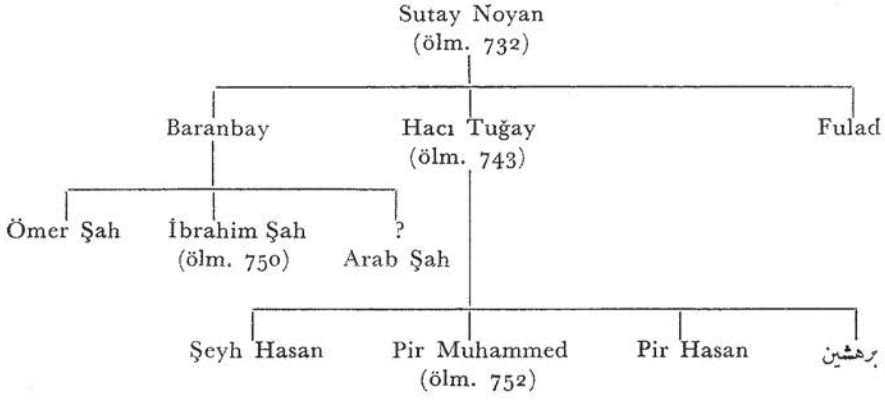 Sutay Noyan
(ölm. 732)
Baranbay
Hacı Tuğay
(ölm. 743)
Fulad
Ömer Şah
İbrahim Şah
(ölm. 750)
?
Arab Şah
Şeyh Hasan
Pir Muhammed
(ölm. 752)
Pir Hasan
برهشين